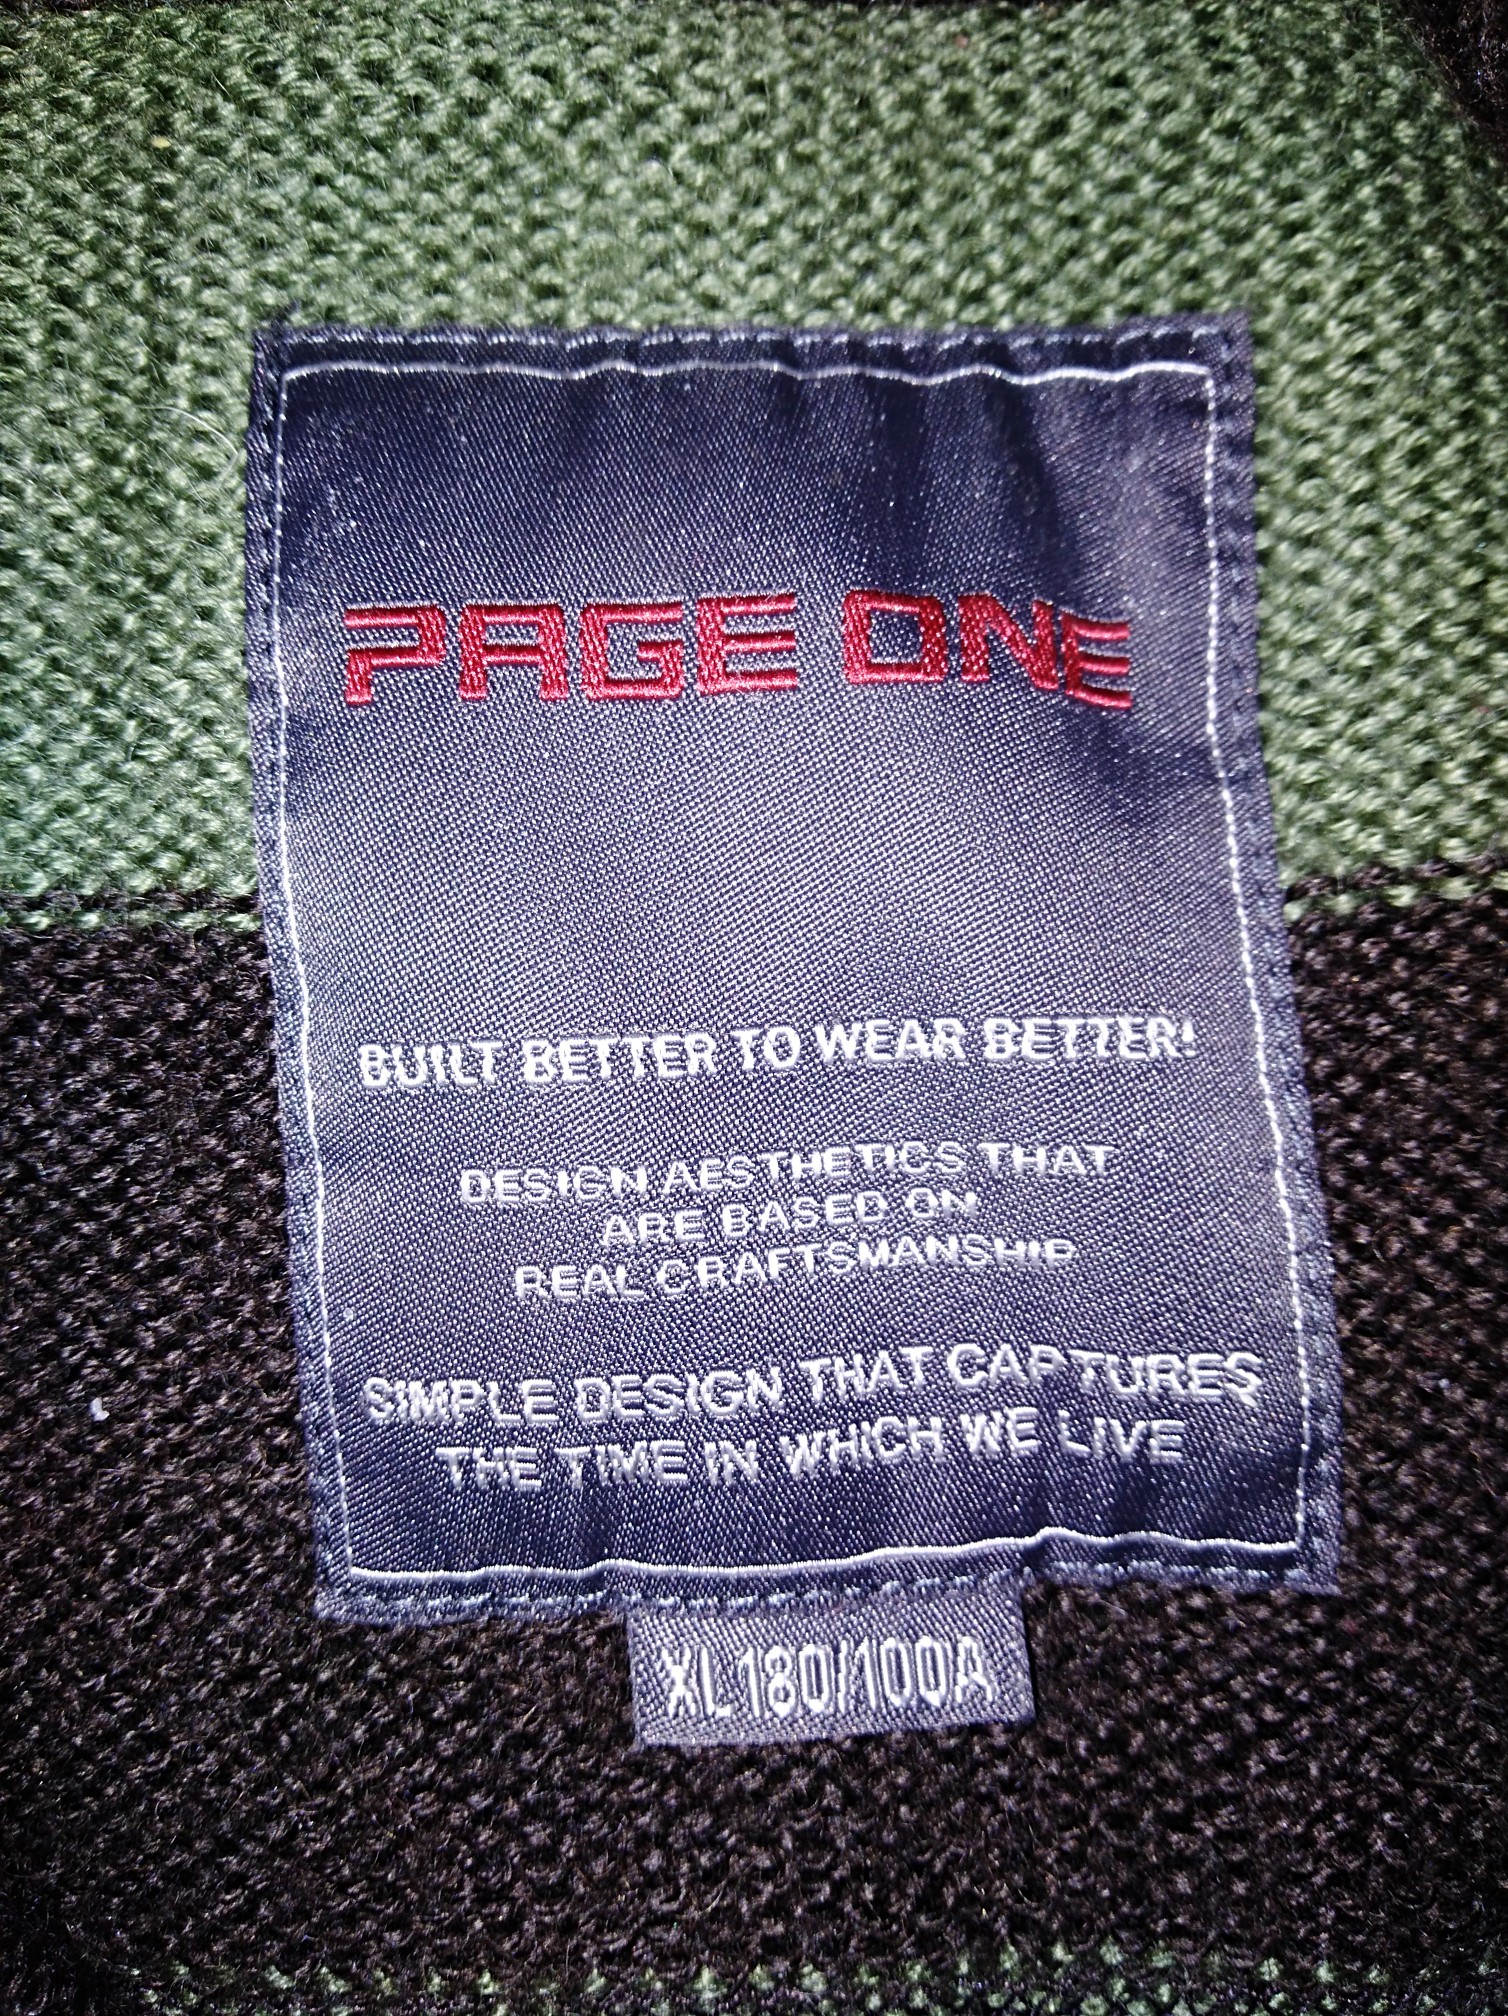 PAGE ONE
BUILT BETTER TO WEAR BETTER!
DESIGN AESTHETICS THAT
ARE BASED ON
REAL CRAFTSMANSHIP
SIMPLE DESIGN THAT CAPTURES
THE TIME IN WHICH WE LIVE
XL 180/100A